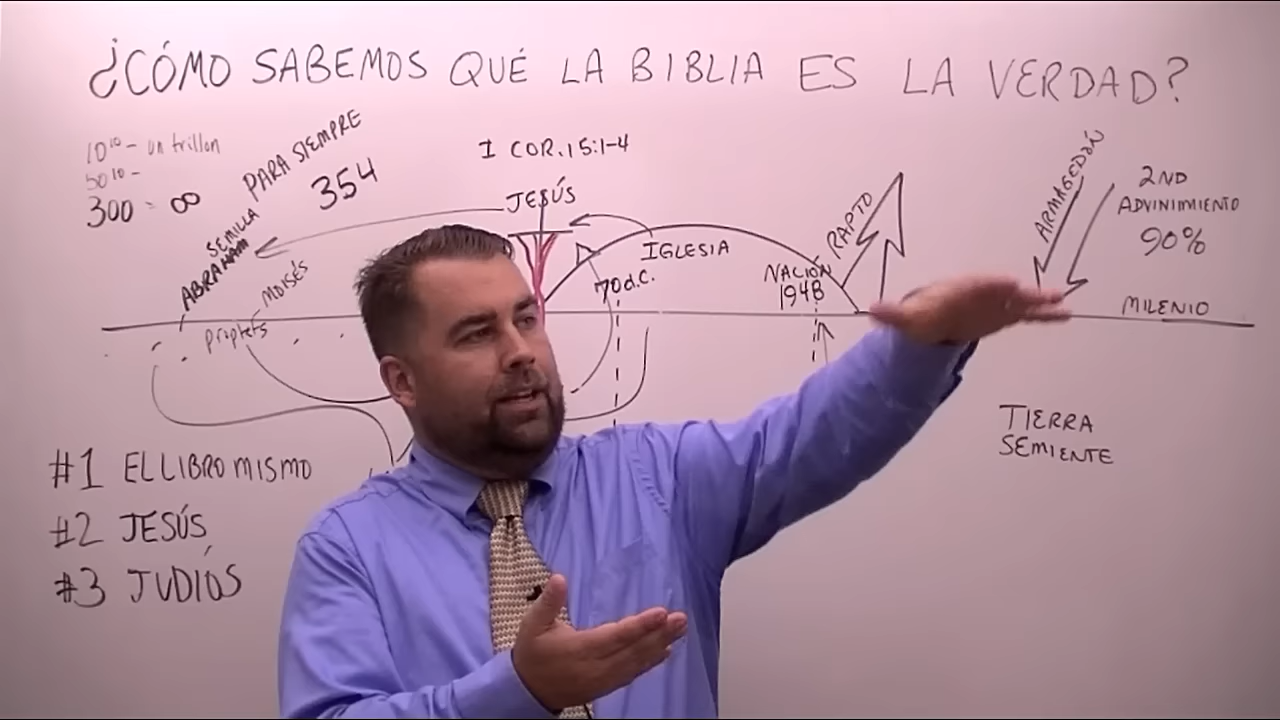 ¿CÓMO SABEMOS QUÉ LA BIBLIA ES LA VERDAD?
10¹⁰ - un trillon
50¹⁰ -
300 = ∞
PARA SIEMPRE
354
SEMILLA
ABRAHAM
MOISÉS
prophets
I COR. 15:1-4
JESÚS
IGLESIA
70 d.C.
NACIÓN
1948
RAPTO
ARMAGEDÓN
2ND
ADVINIMIENTO
90%
MILENIO
TIERRA
SEMIENTE
#1 EL LIBRO MISMO
#2 JESÚS
#3 JUDÍOS